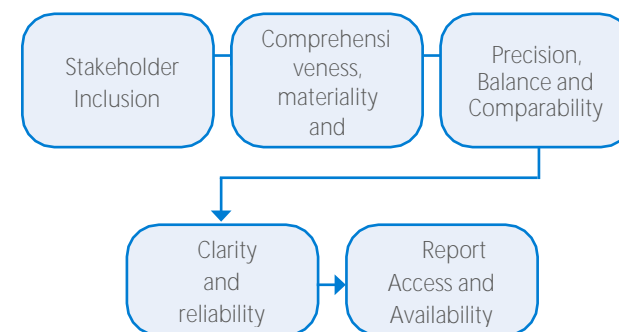 Stakeholder
Inclusion
Comprehensi
veness,
materiality
and
Precision,
Balance and
Comparability
Clarity
and
reliability
Report
Access and
Availability